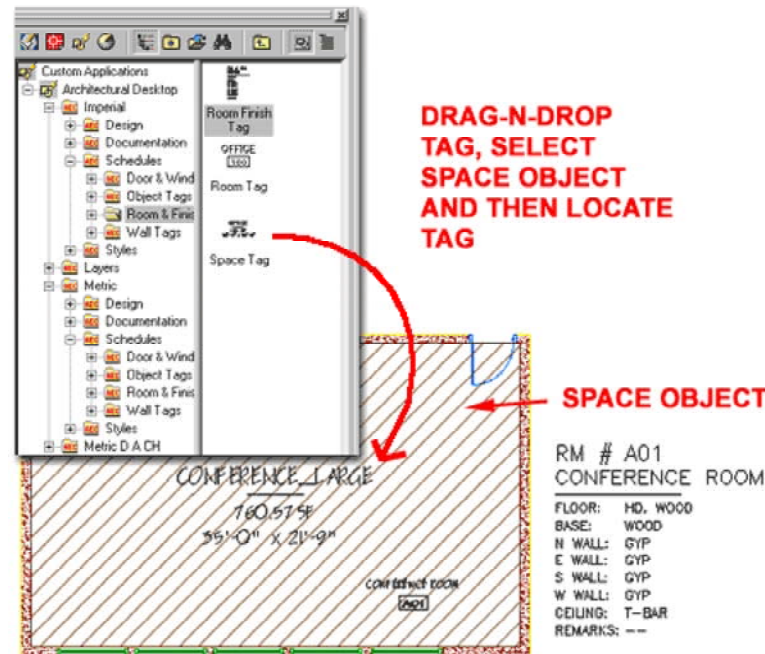 Custom Applications
Architectural Desktop
Imperial
Design
Documentation
Schedules
Door & Wind
Object Tags
Room & Finis
Wall Tags
Styles
Layers
Metric
Design
Documentation
Schedules
Door & Wind
Object Tags
Room & Finis
Wall Tags
Styles
Metric D A CH
Room Finish
Tag
OFFICE
100
Room Tag
Space Tag
DRAG-N-DROP
TAG, SELECT
SPACE OBJECT
AND THEN LOCATE
TAG
SPACE OBJECT
CONFERENCE_LARGE
760.57 SF
35'-0" X 21'-9"
CONFERENCE ROOM
A01
RM # A01
CONFERENCE ROOM
FLOOR: HD. WOOD
BASE: WOOD
N WALL: GYP
E WALL: GYP
S WALL: GYP
W WALL: GYP
CEILING: T-BAR
REMARKS: --